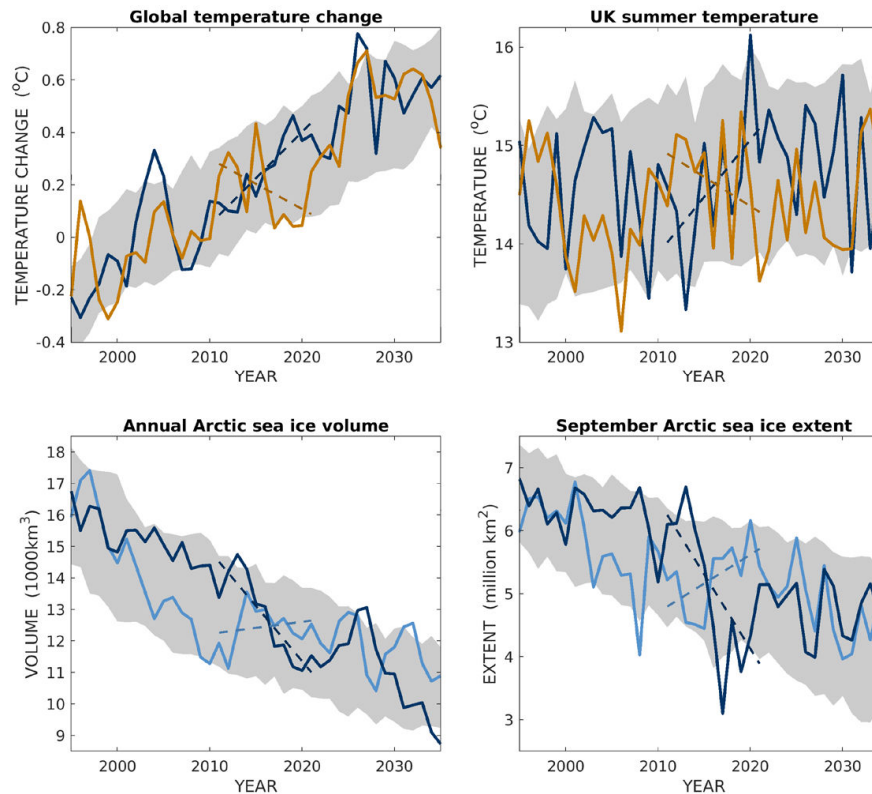 Global temperature change
0.8
0.6
0.4
0.2
0
-0.2
-0.4
TEMPERATURE CHANGE (°C)
2000 2010 2020 2030
YEAR
UK summer temperature
16
15
14
13
TEMPERATURE (°C)
2000 2010 2020 2030
YEAR
Annual Arctic sea ice volume
18
17
16
15
14
13
12
11
10
9
VOLUME (1000km³)
2000 2010 2020 2030
YEAR
September Arctic sea ice extent
7
6
5
4
3
EXTENT (million km²)
2000 2010 2020 2030
YEAR